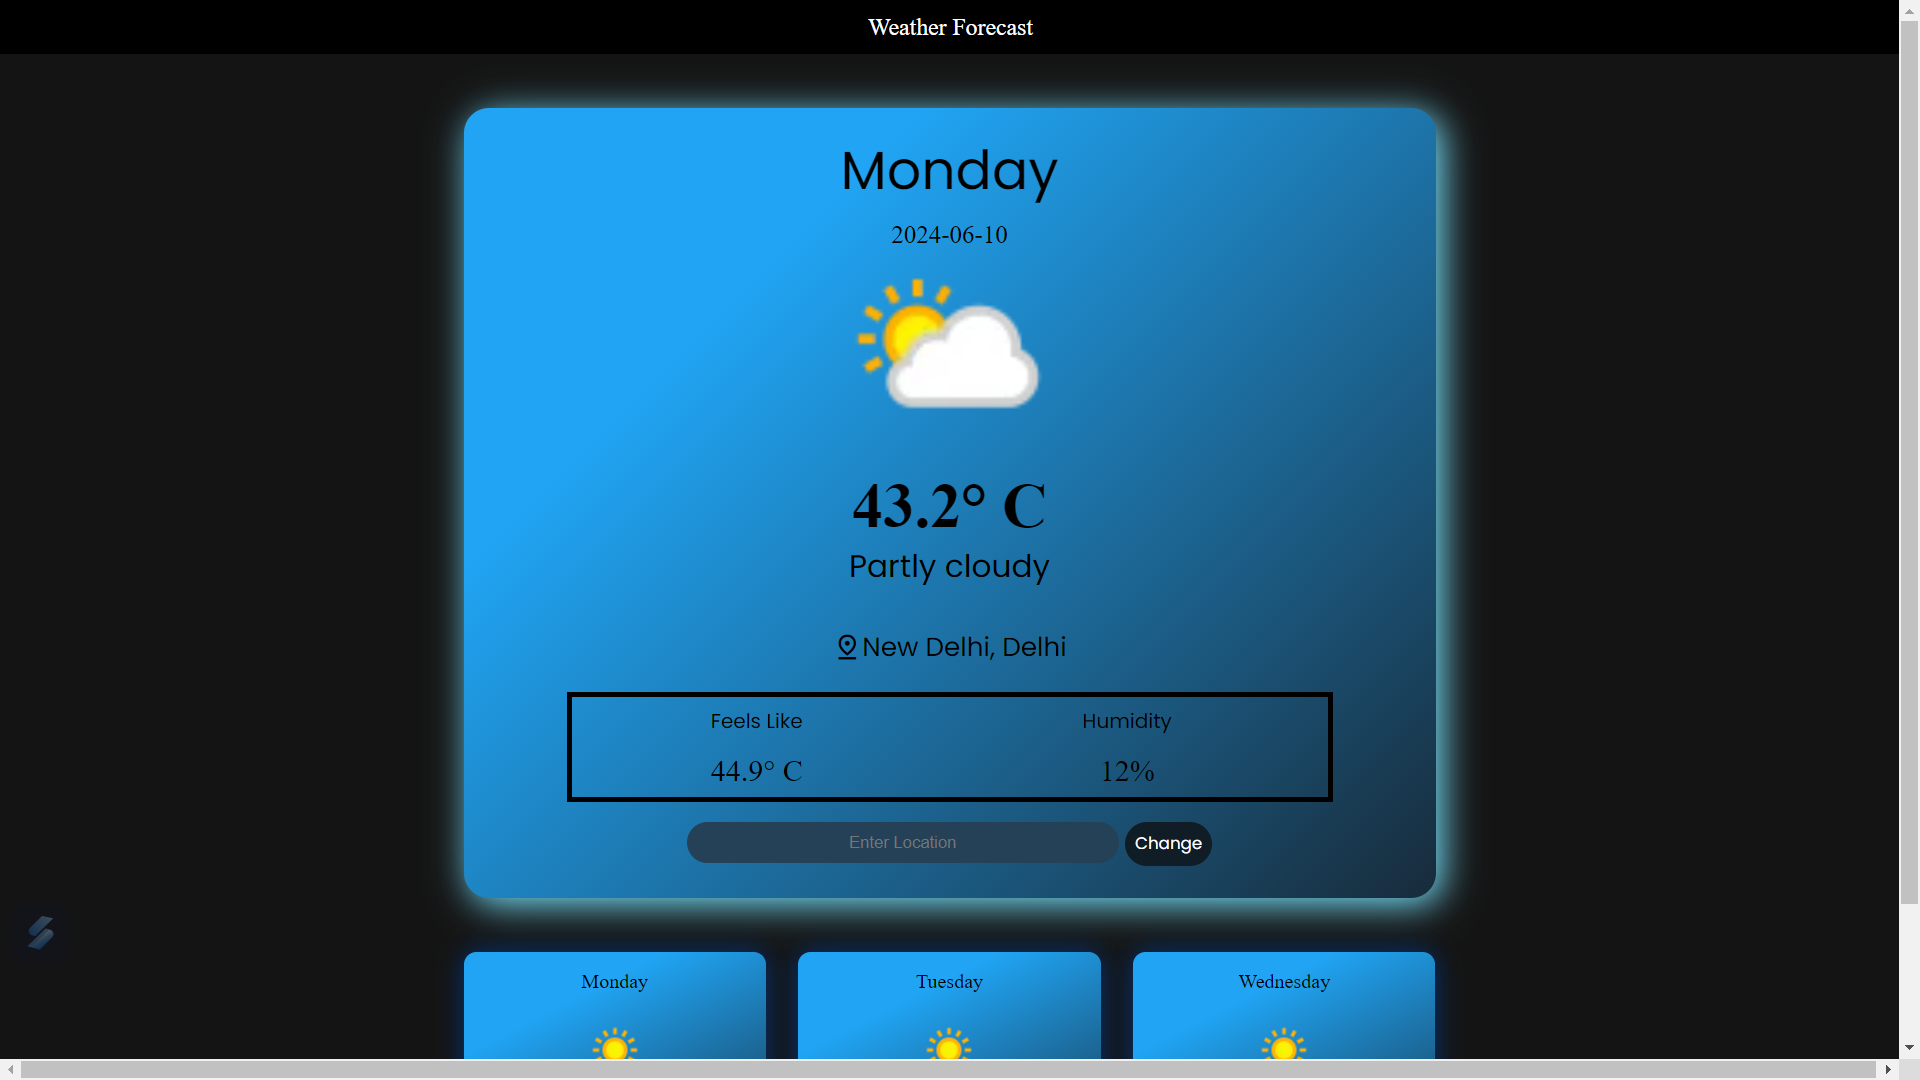 Weather Forecast
Monday
2024-06-10
43.2° C
Partly cloudy
New Delhi, Delhi
Feels Like Humidity
44.9° C 12%
Enter Location Change
Monday Tuesday Wednesday